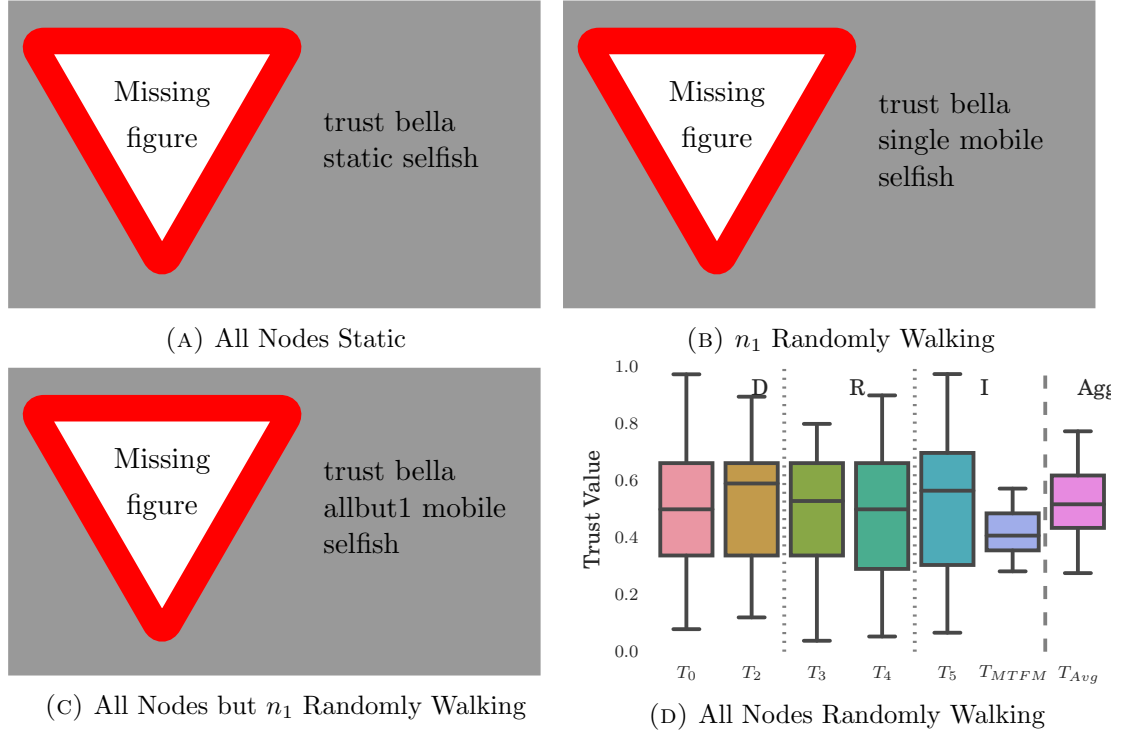 Missing
figure
trust bella
static selfish
(A) All Nodes Static
Missing
figure
trust bella
single mobile
selfish
(B) n₁ Randomly Walking
Missing
figure
trust bella
allbut1 mobile
selfish
(C) All Nodes but n₁ Randomly Walking
D R I Agg
1.0
0.8
0.6
0.4
0.2
0.0
Trust Value
T₀ T₂ T₃ T₄ T₅ T_MTFM T_Avg
(D) All Nodes Randomly Walking